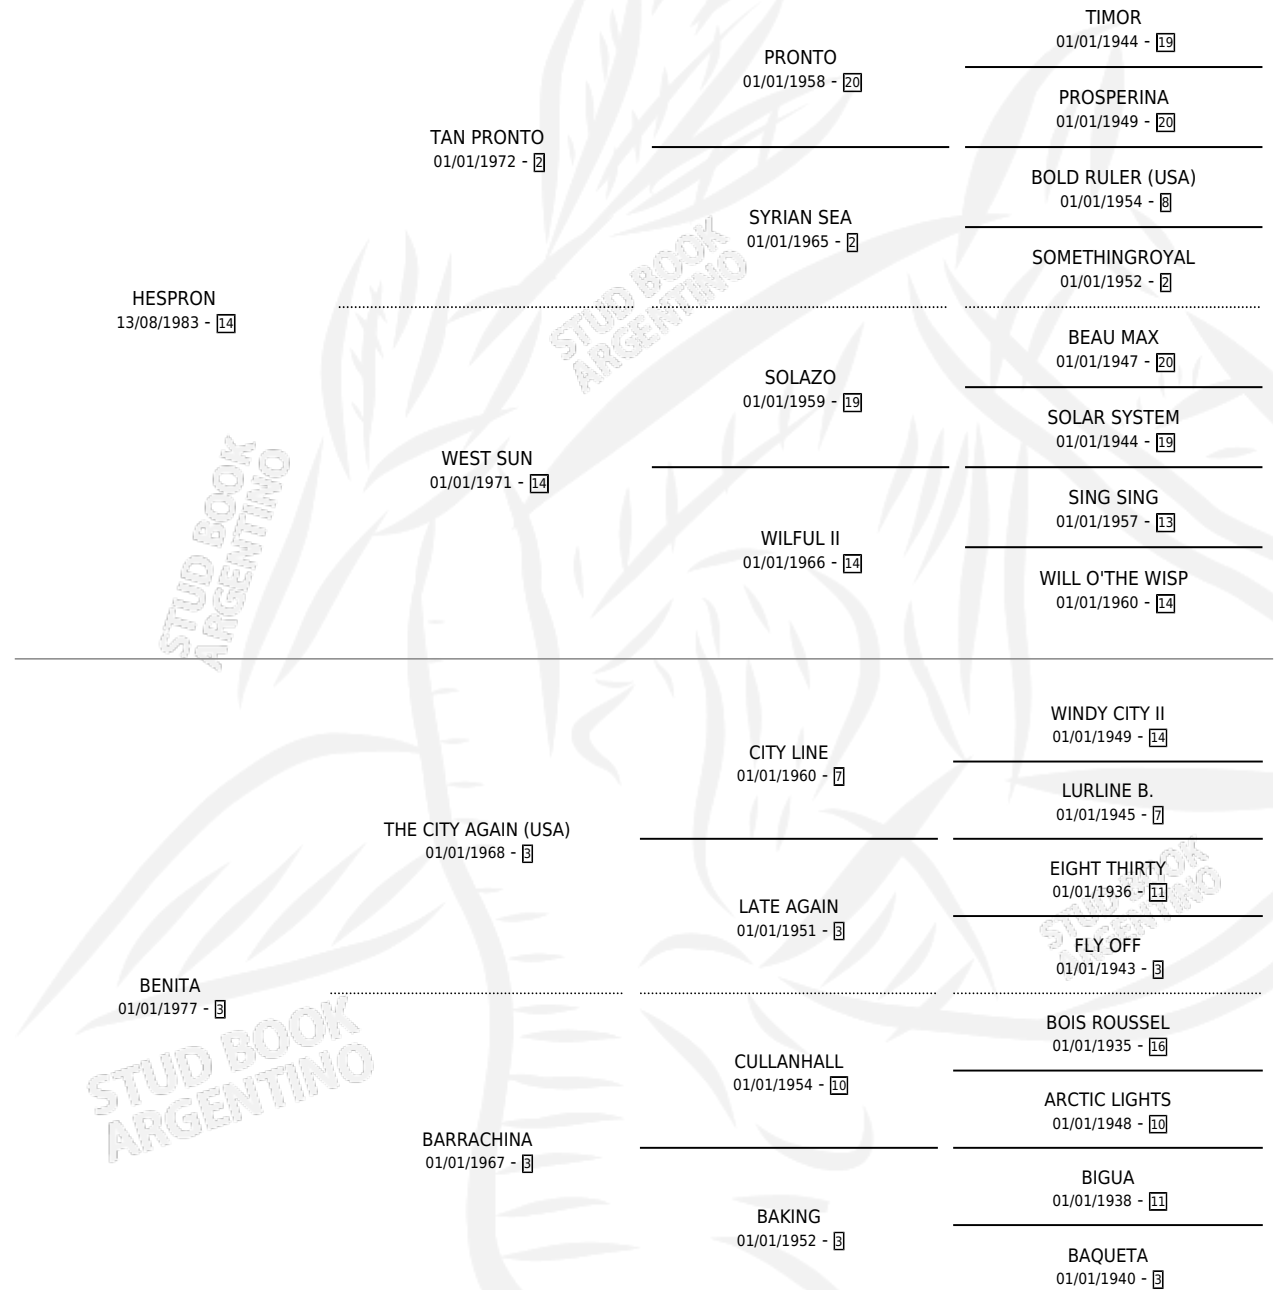 TIMOR
01/01/1944 - 19
PRONTO
01/01/1958 - 20
PROSPERINA
01/01/1949 - 20
TAN PRONTO
01/01/1972 - 2
BOLD RULER (USA)
01/01/1954 - 8
SYRIAN SEA
01/01/1965 - 2
SOMETHINGROYAL
01/01/1952 - 2
HESPRON
13/08/1983 - 14
BEAU MAX
01/01/1947 - 20
SOLAZO
01/01/1959 - 19
SOLAR SYSTEM
01/01/1944 - 19
WEST SUN
01/01/1971 - 14
SING SING
01/01/1957 - 13
WILFUL II
01/01/1966 - 14
WILL O'THE WISP
01/01/1960 - 14
STUD BOOK
ARGENTINO
STUD BOOK
ARGENTINO
WINDY CITY II
01/01/1949 - 14
CITY LINE
01/01/1960 - 7
LURLINE B.
01/01/1945 - 7
THE CITY AGAIN (USA)
01/01/1968 - 3
EIGHT THIRTY
01/01/1936 - 11
LATE AGAIN
01/01/1951 - 3
FLY OFF
01/01/1943 - 3
BENITA
01/01/1977 - 3
BOIS ROUSSEL
01/01/1935 - 16
CULLANHALL
01/01/1954 - 10
ARCTIC LIGHTS
01/01/1948 - 10
BARRACHINA
01/01/1967 - 3
BIGUA
01/01/1938 - 11
BAKING
01/01/1952 - 3
BAQUETA
01/01/1940 - 3
STUD BOOK
ARGENTINO
STUD BOOK
ARGENTINO